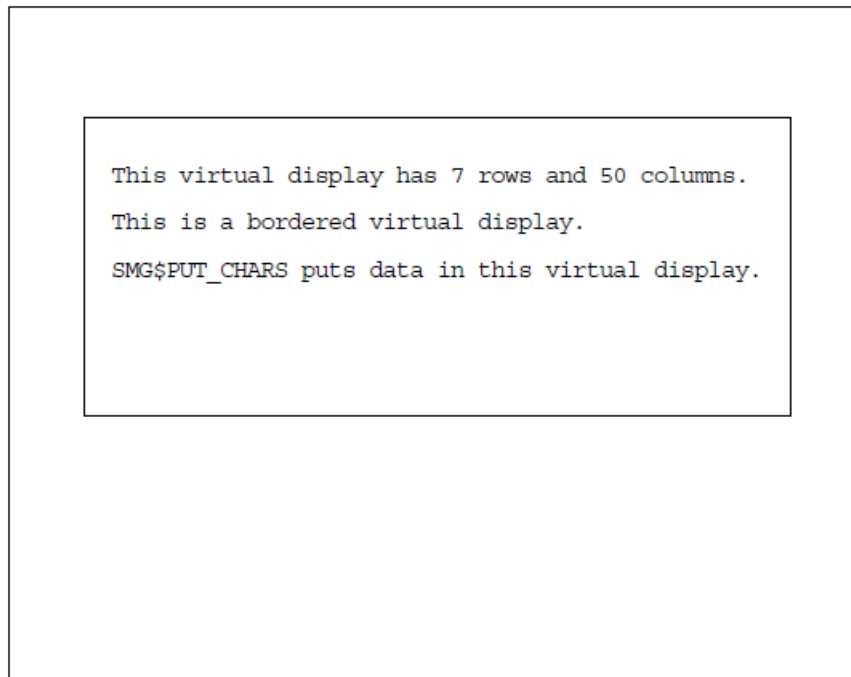 This virtual display has 7 rows and 50 columns.
This is a bordered virtual display.
SMG$PUT_CHARS puts data in this virtual display.